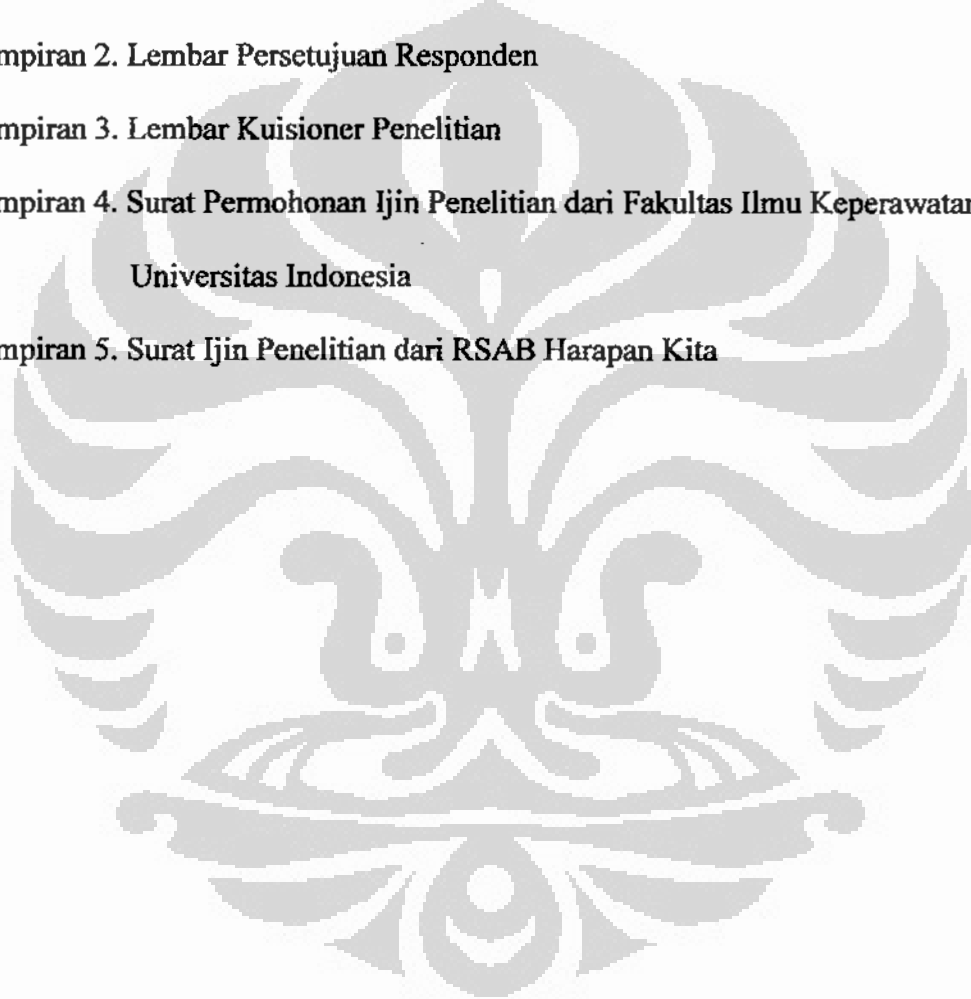 mpiran 2. Lembar Persetujuan Responden
mpiran 3. Lembar Kuisioner Penelitian
mpiran 4. Surat Permohonan Ijin Penelitian dari Fakultas Ilmu Keperawatan
Universitas Indonesia
mpiran 5. Surat Ijin Penelitian dari RSAB Harapan Kita